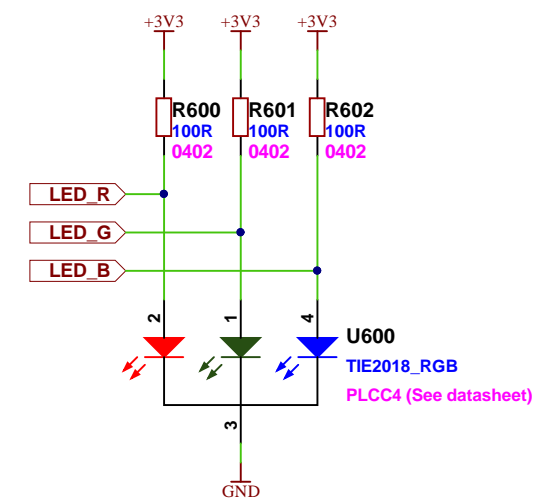 +3V3 +3V3 +3V3
R600 R601 R602
100R 100R 100R
0402 0402 0402
LED_R
LED_G
LED_B
2 1 4
U600
TIE2018_RGB
PLCC4 (See datasheet)
3
GND